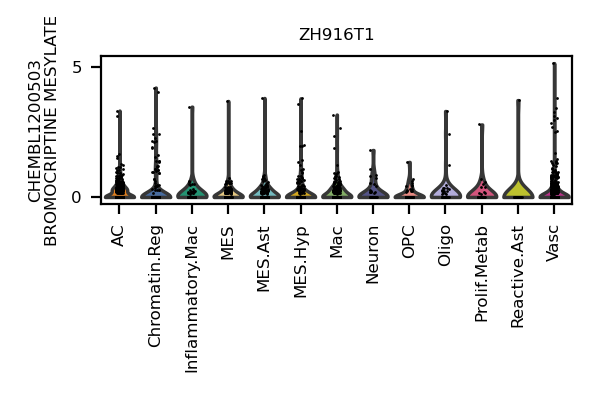 ZH916T1
CHEMBL1200503
BROMOCRIPTINE MESYLATE
5
0
AC
Chromatin.Reg
Inflammatory.Mac
MES
MES.Ast
MES.Hyp
Mac
Neuron
OPC
Oligo
Prolif.Metab
Reactive.Ast
Vasc